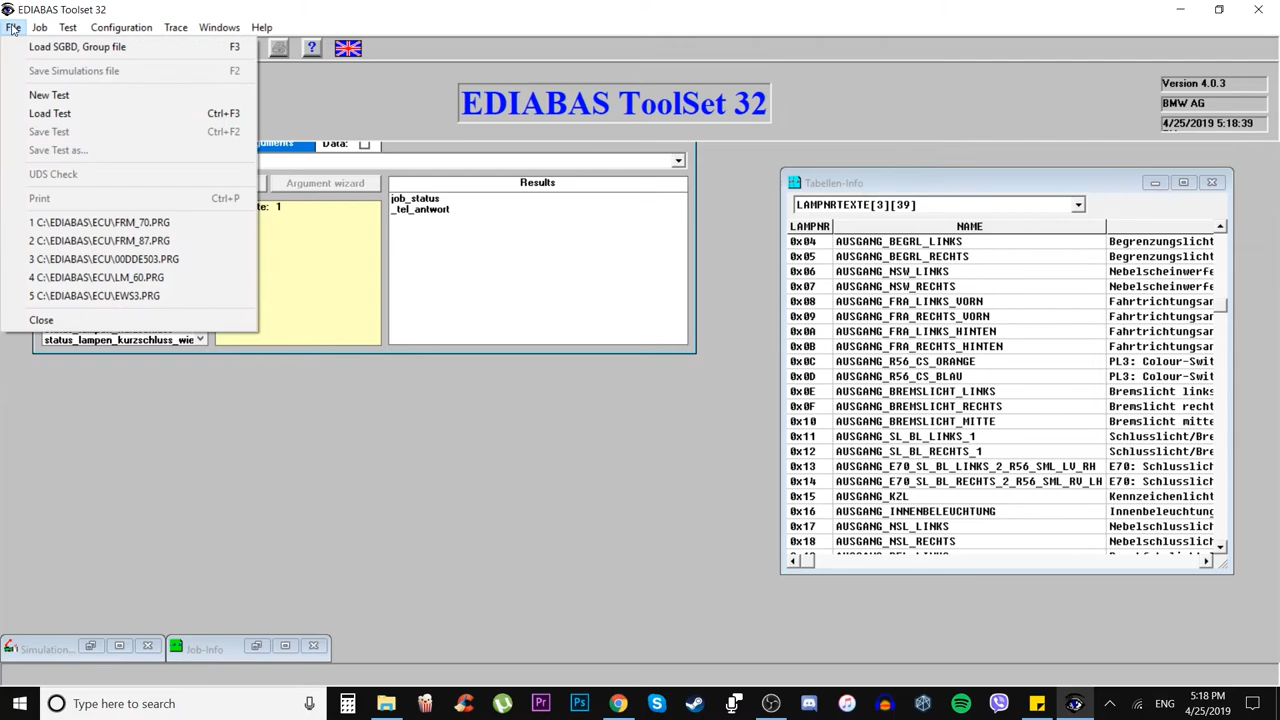 EDIABAS Toolset 32
File Job Test Configuration Trace Windows Help
Load SGBD, Group file F3
Save Simulations file F2
New Test
Load Test Ctrl+F3
Save Test Ctrl+F2
Save Test as...
UDS Check
Print Ctrl+P
1 C:\EDIABAS\ECU\FRM_70.PRG
2 C:\EDIABAS\ECU\FRM_87.PRG
3 C:\EDIABAS\ECU\00DDE503.PRG
4 C:\EDIABAS\ECU\LM_60.PRG
5 C:\EDIABAS\ECU\EWS3.PRG
Close
EDIABAS ToolSet 32
Version 4.0.3
BMW AG
4/25/2019 5:18:39
Data:
Argument wizard
1
Results
job_status
_tel_antwort
status_lampen_kurzschluss_wie
Tabellen-Info
LAMPNRTEXTE[3][39]
LAMPNR NAME
0x04 AUSGANG_BEGRL_LINKS Begrenzungslicht
0x05 AUSGANG_BEGRL_RECHTS Begrenzungslicht
0x06 AUSGANG_NSW_LINKS Nebelscheinwerfe
0x07 AUSGANG_NSW_RECHTS Nebelscheinwerfe
0x08 AUSGANG_FRA_LINKS_VORN Fahrtrichtungsar
0x09 AUSGANG_FRA_RECHTS_VORN Fahrtrichtungsar
0x0A AUSGANG_FRA_LINKS_HINTEN Fahrtrichtungsar
0x0B AUSGANG_FRA_RECHTS_HINTEN Fahrtrichtungsar
0x0C AUSGANG_R56_CS_ORANGE PL3: Colour-Swit
0x0D AUSGANG_R56_CS_BLAU PL3: Colour-Swit
0x0E AUSGANG_BREMSLICHT_LINKS Bremslicht links
0x0F AUSGANG_BREMSLICHT_RECHTS Bremslicht recht
0x10 AUSGANG_BREMSLICHT_MITTE Bremslicht mitte
0x11 AUSGANG_SL_BL_LINKS_1 Schlusslicht/Bre
0x12 AUSGANG_SL_BL_RECHTS_1 Schlusslicht/Bre
0x13 AUSGANG_E70_SL_BL_LINKS_2_R56_SML_LV_RH E70: Schlusslich
0x14 AUSGANG_E70_SL_BL_RECHTS_2_R56_SML_RV_LH E70: Schlusslich
0x15 AUSGANG_KZL Kennzeichenlicht
0x16 AUSGANG_INNENBELEUCHTUNG Innenbeleuchtung
0x17 AUSGANG_NSL_LINKS Nebelschlusslich
0x18 AUSGANG_NSL_RECHTS Nebelschlusslich
Simulation...
Job-Info
Type here to search
ENG
5:18 PM
4/25/2019